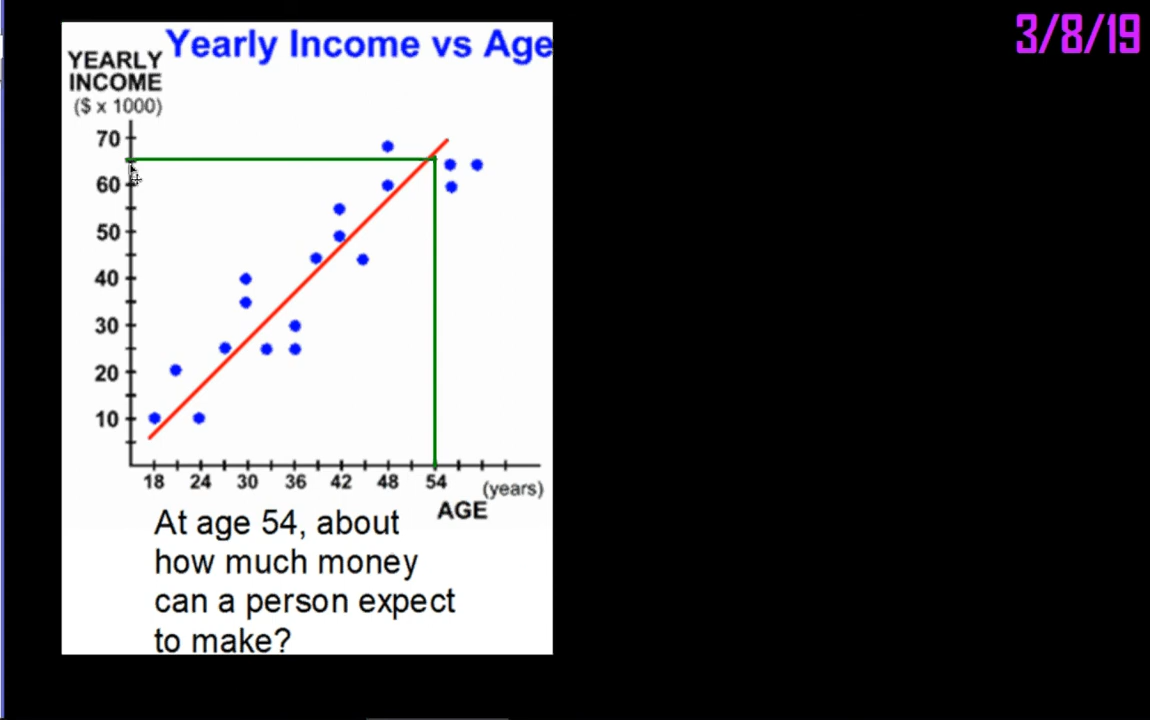 3/8/19
Yearly Income vs Age
YEARLY
INCOME
($ x 1000)
70
60
50
40
30
20
10
18 24 30 36 42 48 54 (years)
AGE
At age 54, about
how much money
can a person expect
to make?